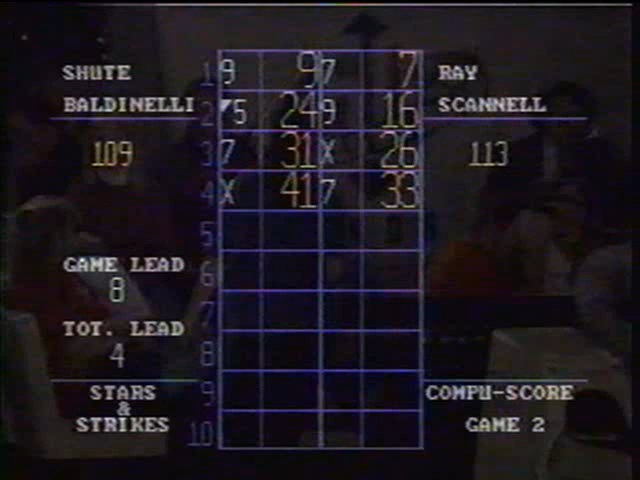 SHUTE
BALDINELLI
109
RAY
SCANNELL
113
1 9 9 7 7
2 5 24 9 16
3 7 31 X 26
4 X 41 7 33
5
6
7
8
9
10
GAME LEAD
8
TOT. LEAD
4
STARS
&
STRIKES
COMPU-SCORE
GAME 2